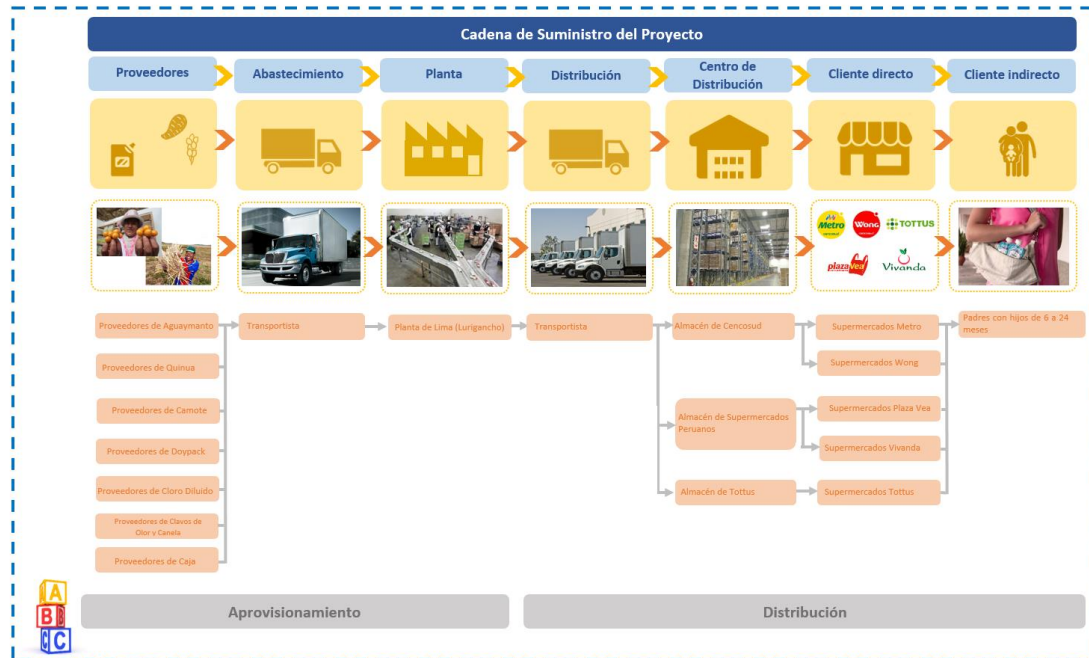 Cadena de Suministro del Proyecto
Proveedores
Abastecimiento
Planta
Distribución
Centro de
Distribución
Cliente directo
Cliente indirecto
Metro
Wong
TOTTUS
plazavea
Vivanda
Proveedores de Aguaymanto
Transportista
Planta de Lima (Lurigancho)
Transportista
Almacén de Cencosud
Supermercados Metro
Padres con hijos de 6 a 24
meses
Proveedores de Quinua
Supermercados Wong
Proveedores de Camote
Almacén de Supermercados
Peruanos
Supermercados Plaza Vea
Proveedores de Doypack
Supermercados Vivanda
Proveedores de Cloro Diluido
Almacén de Tottus
Supermercados Tottus
Proveedores de Clavos de
Olor y Canela
Proveedores de Caja
Aprovisionamiento
Distribución
A
B
C